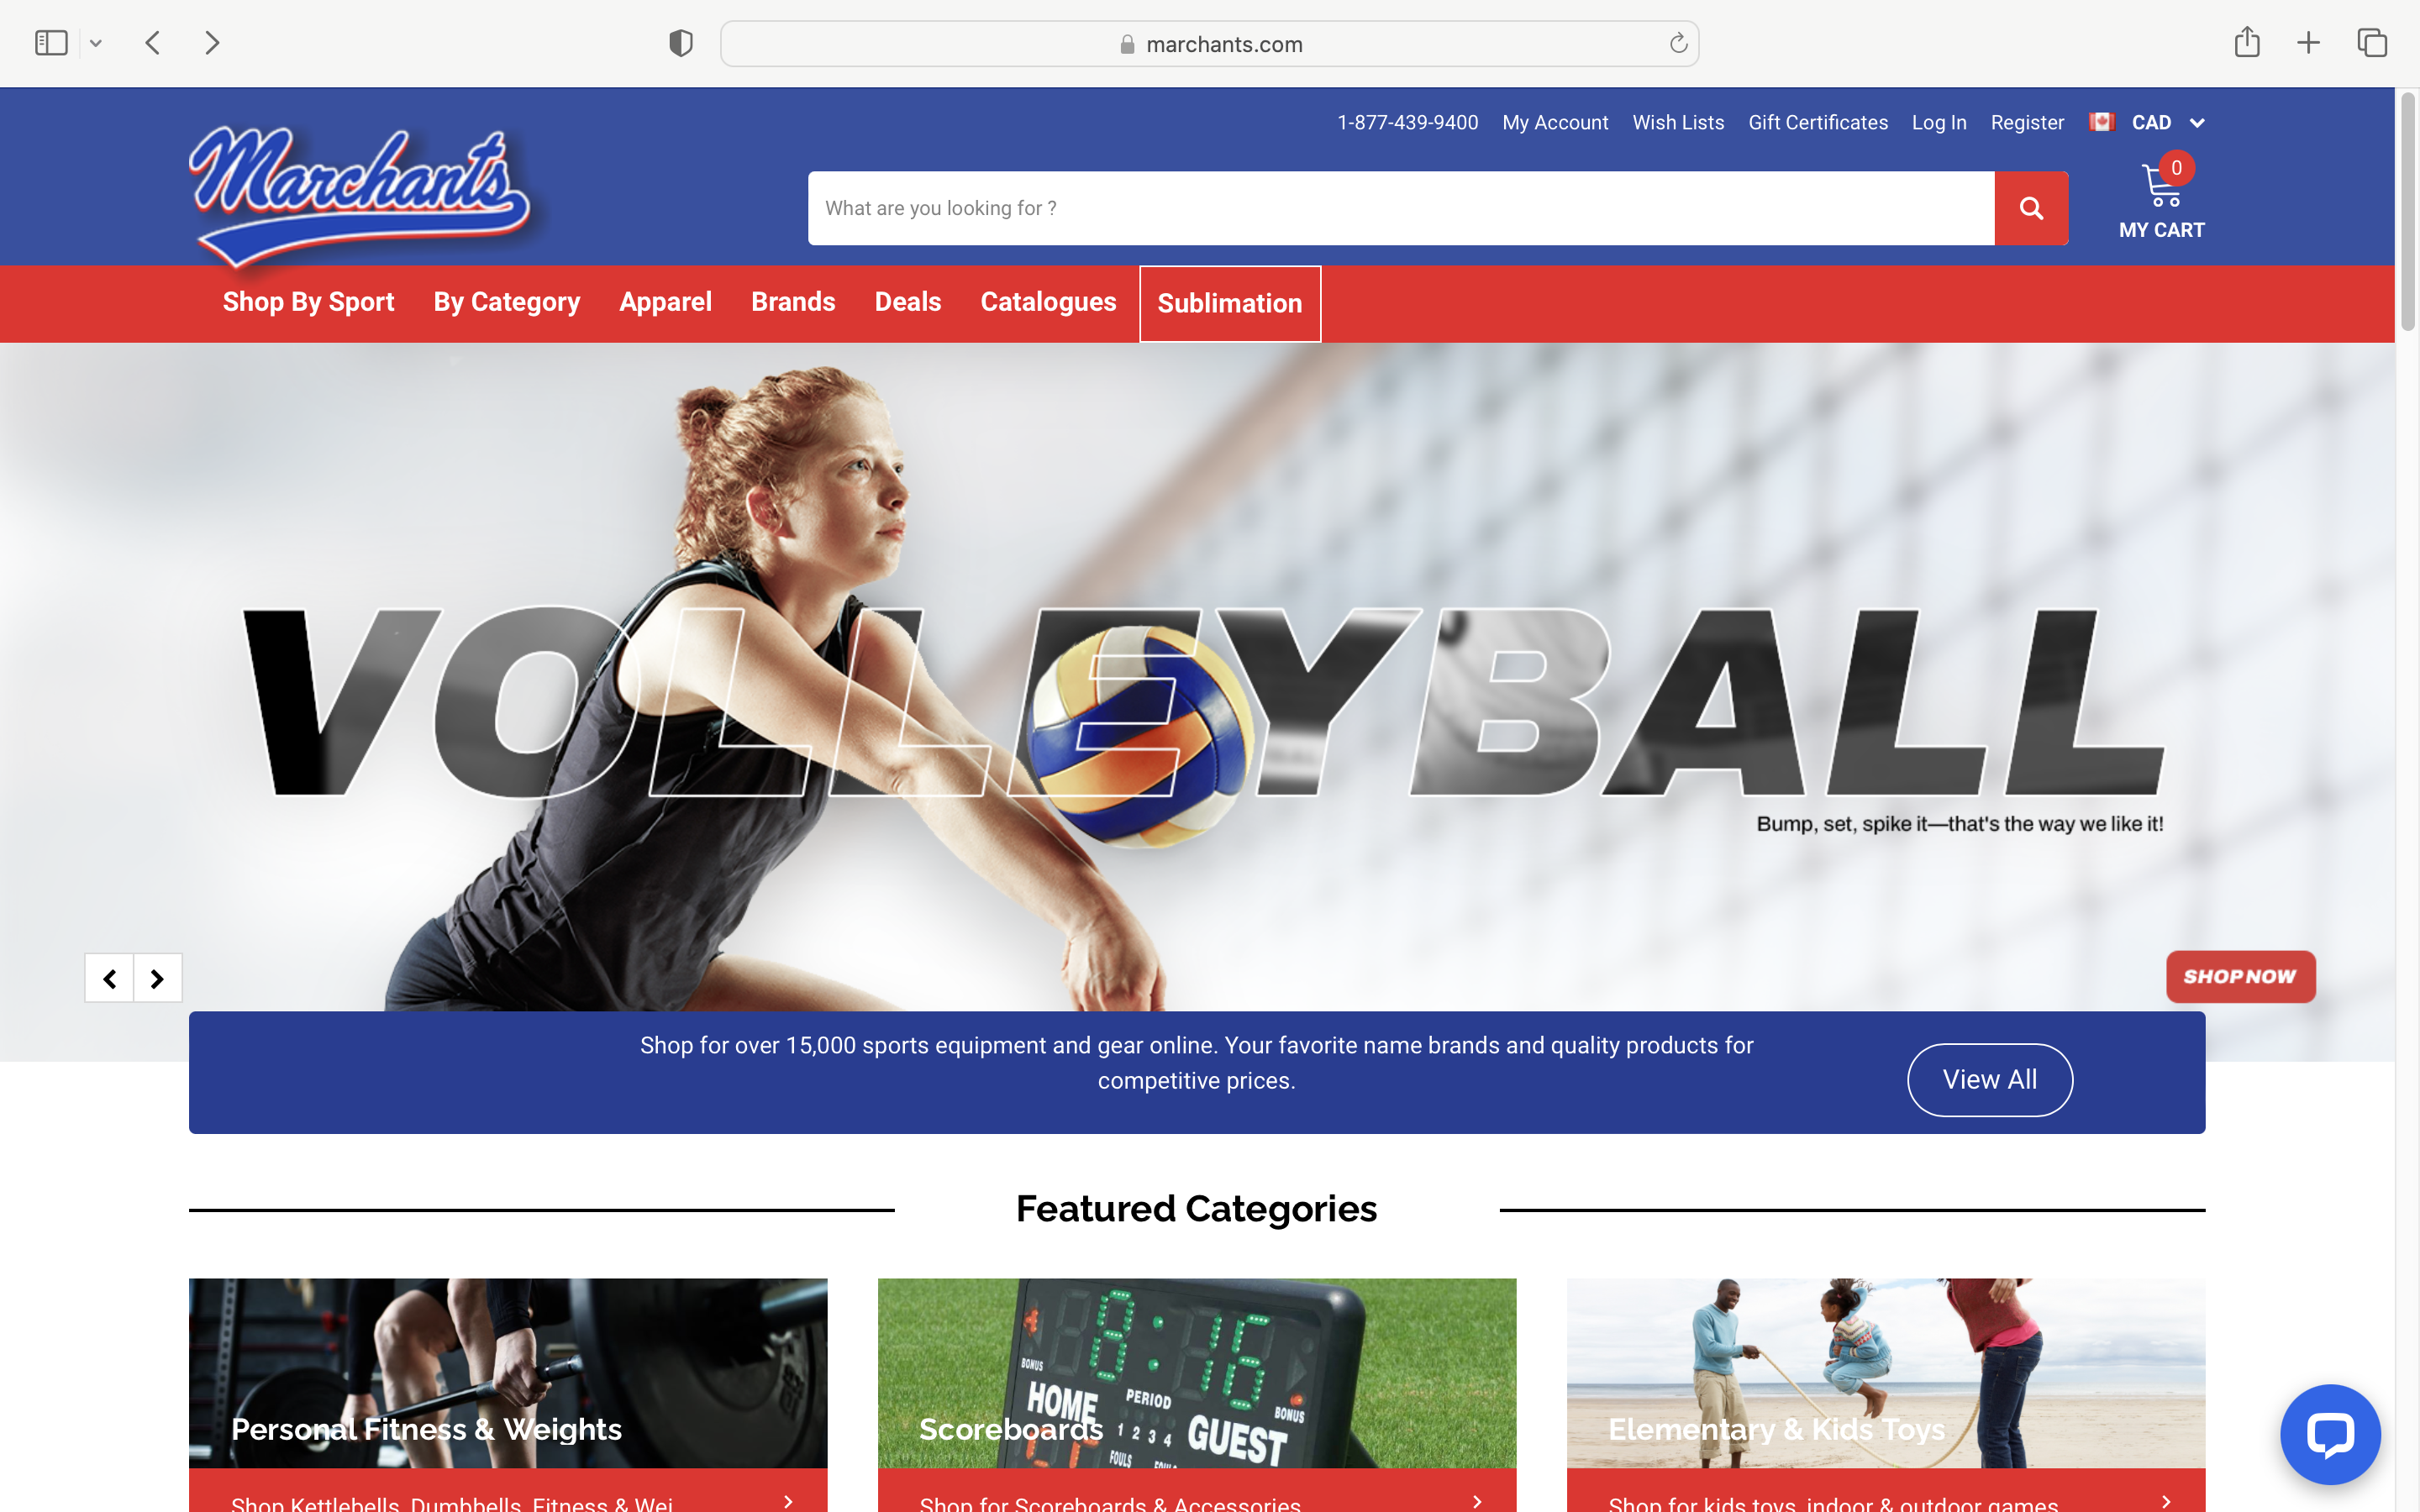 marchants.com
1-877-439-9400 My Account Wish Lists Gift Certificates Log In Register CAD
Marchants
What are you looking for ?
0
MY CART
Shop By Sport By Category Apparel Brands Deals Catalogues Sublimation
VOLLEYBALL
Bump, set, spike it—that's the way we like it!
SHOP NOW
Shop for over 15,000 sports equipment and gear online. Your favorite name brands and quality products for
competitive prices.
View All
Featured Categories
8:16
BONUS
HOME
PERIOD
1 2 3 4
GUEST
BONUS
FOULS
Personal Fitness & Weights
Scoreboards
Elementary & Kids Toys
Shop Kettlebells, Dumbbells, Fitness & Wei
Shop for Scoreboards & Accessories
Shop for kids toys, indoor & outdoor games